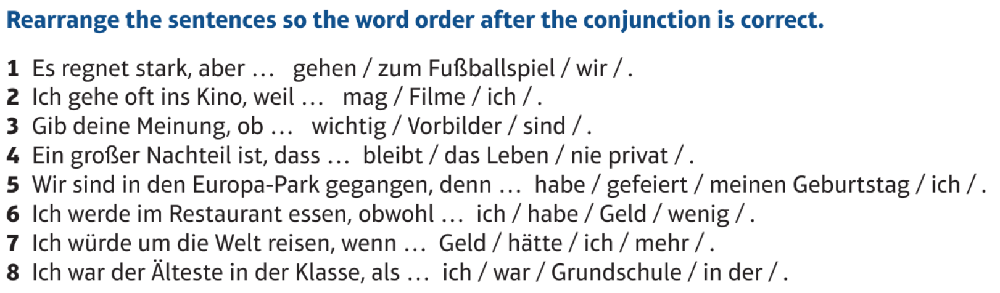 Rearrange the sentences so the word order after the conjunction is correct.
1 Es regnet stark, aber … gehen / zum Fußballspiel / wir / .
2 Ich gehe oft ins Kino, weil … mag / Filme / ich / .
3 Gib deine Meinung, ob … wichtig / Vorbilder / sind / .
4 Ein großer Nachteil ist, dass … bleibt / das Leben / nie privat / .
5 Wir sind in den Europa-Park gegangen, denn … habe / gefeiert / meinen Geburtstag / ich / .
6 Ich werde im Restaurant essen, obwohl … ich / habe / Geld / wenig / .
7 Ich würde um die Welt reisen, wenn … Geld / hätte / ich / mehr / .
8 Ich war der Älteste in der Klasse, als … ich / war / Grundschule / in der / .